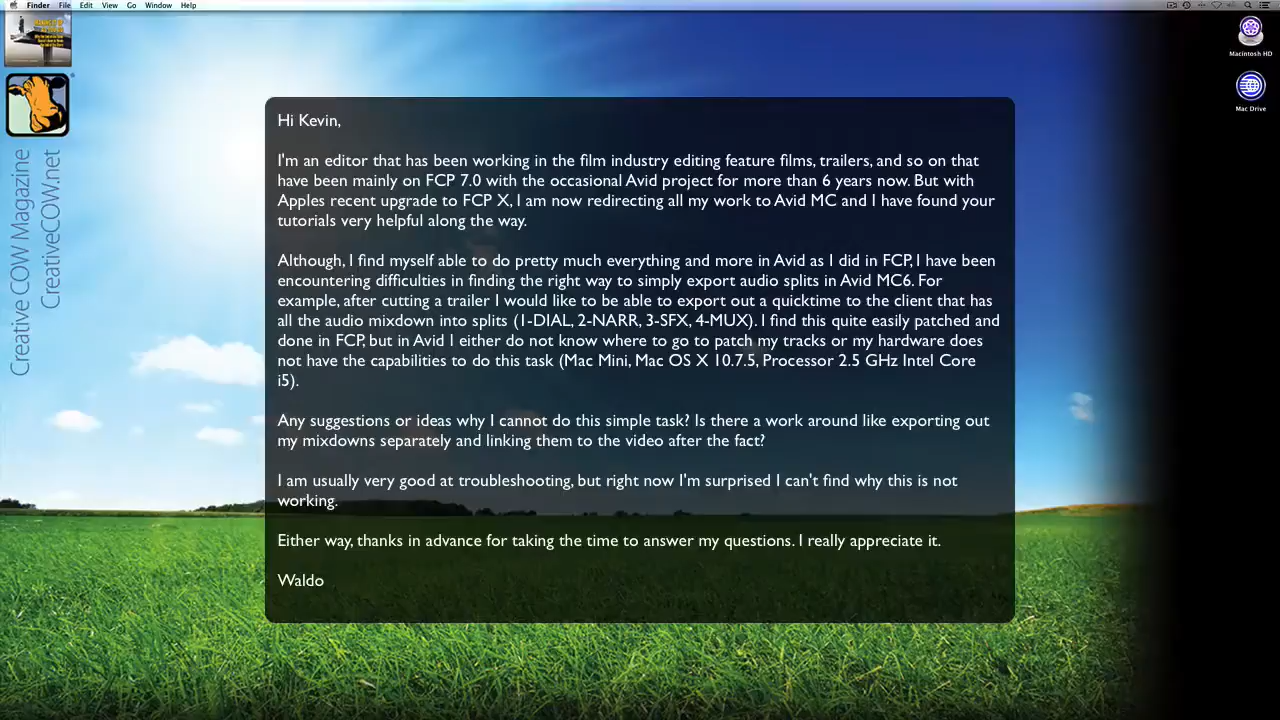 Finder File Edit View Go Window Help
Creative COW Magazine
CreativeCOW.net
Macintosh HD
Mac Drive
Hi Kevin,
I'm an editor that has been working in the film industry editing feature films, trailers, and so on that
have been mainly on FCP 7.0 with the occasional Avid project for more than 6 years now. But with
Apples recent upgrade to FCP X, I am now redirecting all my work to Avid MC and I have found your
tutorials very helpful along the way.
Although, I find myself able to do pretty much everything and more in Avid as I did in FCP, I have been
encountering difficulties in finding the right way to simply export audio splits in Avid MC6. For
example, after cutting a trailer I would like to be able to export out a quicktime to the client that has
all the audio mixdown into splits (1-DIAL, 2-NARR, 3-SFX, 4-MUX). I find this quite easily patched and
done in FCP, but in Avid I either do not know where to go to patch my tracks or my hardware does
not have the capabilities to do this task (Mac Mini, Mac OS X 10.7.5, Processor 2.5 GHz Intel Core
i5).
Any suggestions or ideas why I cannot do this simple task? Is there a work around like exporting out
my mixdowns separately and linking them to the video after the fact?
I am usually very good at troubleshooting, but right now I'm surprised I can't find why this is not
working.
Either way, thanks in advance for taking the time to answer my questions. I really appreciate it.
Waldo